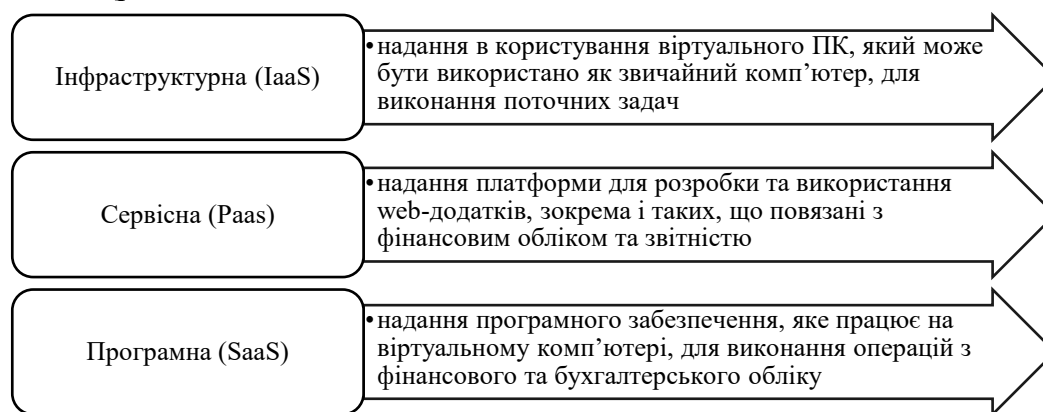 Інфраструктурна (IaaS)
•надання в користування віртуального ПК, який може
бути використано як звичайний комп’ютер, для
виконання поточних задач
Сервісна (Paas)
•надання платформи для розробки та використання
web-додатків, зокрема і таких, що повязані з
фінансовим обліком та звітністю
Програмна (SaaS)
•надання програмного забезпечення, яке працює на
віртуальному комп’ютері, для виконання операцій з
фінансового та бухгалтерського обліку